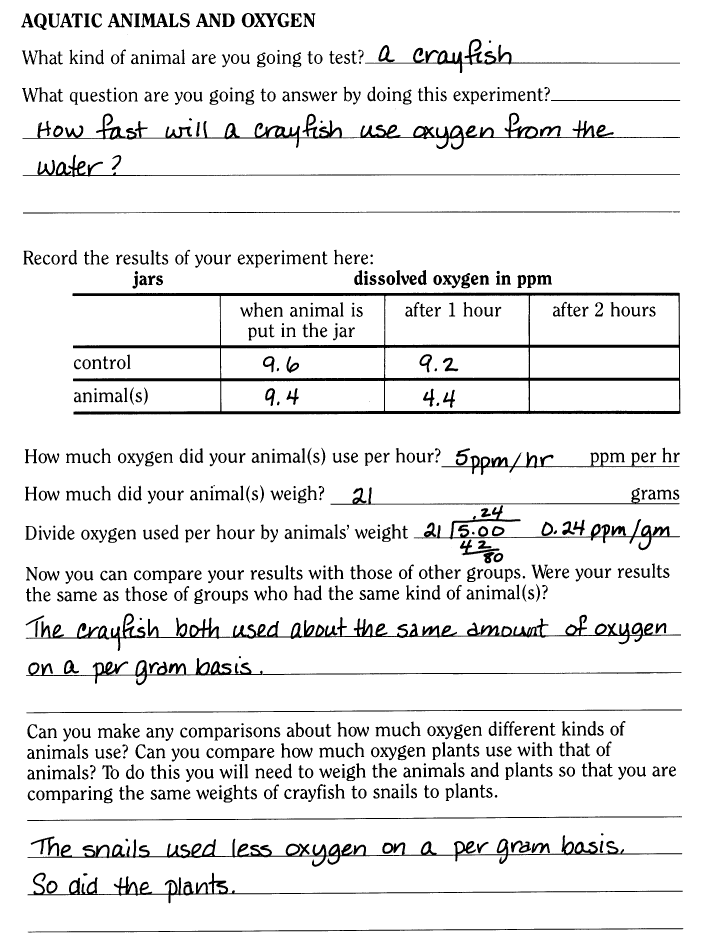 AQUATIC ANIMALS AND OXYGEN
What kind of animal are you going to test? a crayfish
What question are you going to answer by doing this experiment?
How fast will a crayfish use oxygen from the
water?
Record the results of your experiment here:
jars dissolved oxygen in ppm
when animal is after 1 hour after 2 hours
put in the jar
control 9.6 9.2
animal(s) 9.4 4.4
How much oxygen did your animal(s) use per hour? 5ppm/hr ppm per hr
How much did your animal(s) weigh? 21 grams
.24
Divide oxygen used per hour by animals' weight 21 5.00 0.24 ppm/gm
42
80
Now you can compare your results with those of other groups. Were your results
the same as those of groups who had the same kind of animal(s)?
The crayfish both used about the same amount of oxygen
on a per gram basis.
Can you make any comparisons about how much oxygen different kinds of
animals use? Can you compare how much oxygen plants use with that of
animals? To do this you will need to weigh the animals and plants so that you are
comparing the same weights of crayfish to snails to plants.
The snails used less oxygen on a per gram basis.
So did the plants.